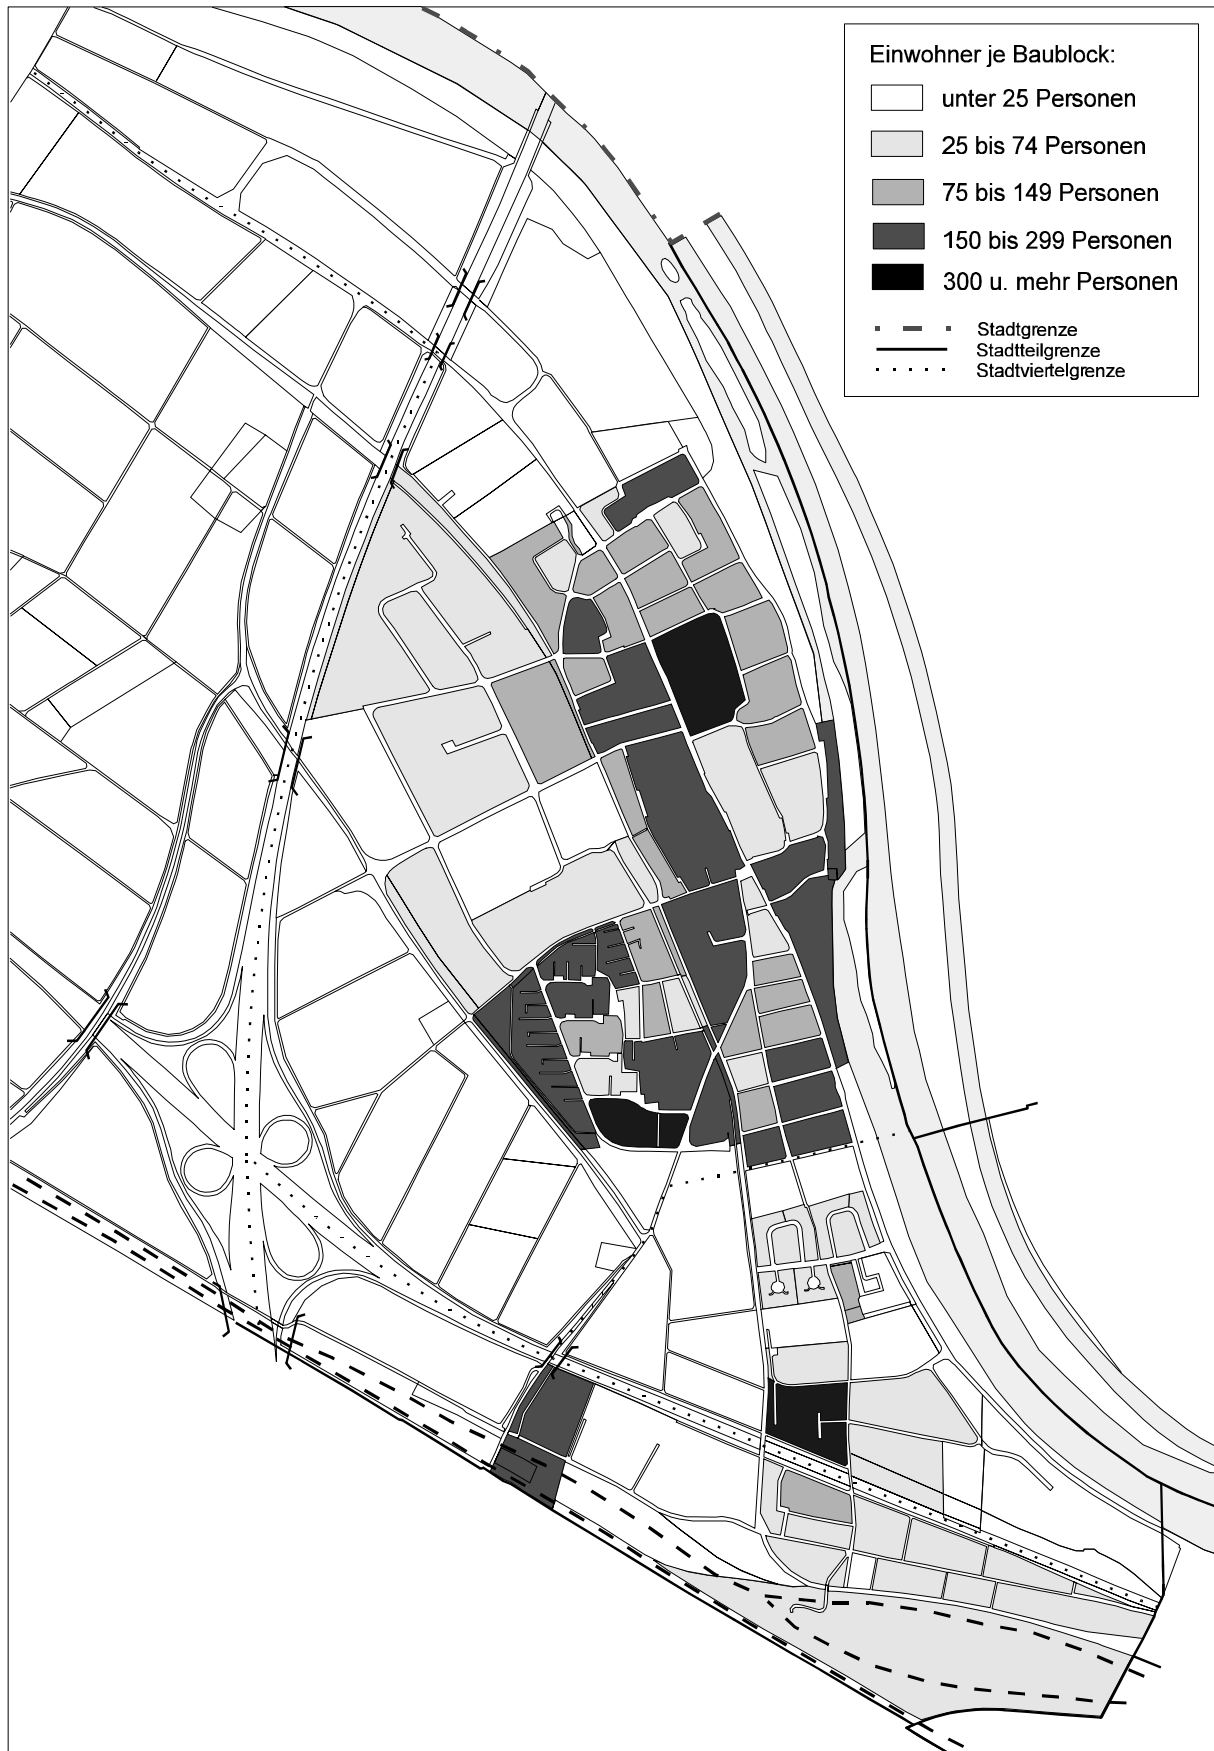 Einwohner je Baublock:
unter 25 Personen
25 bis 74 Personen
75 bis 149 Personen
150 bis 299 Personen
300 u. mehr Personen
Stadtgrenze
Stadtteilgrenze
Stadtviertelgrenze